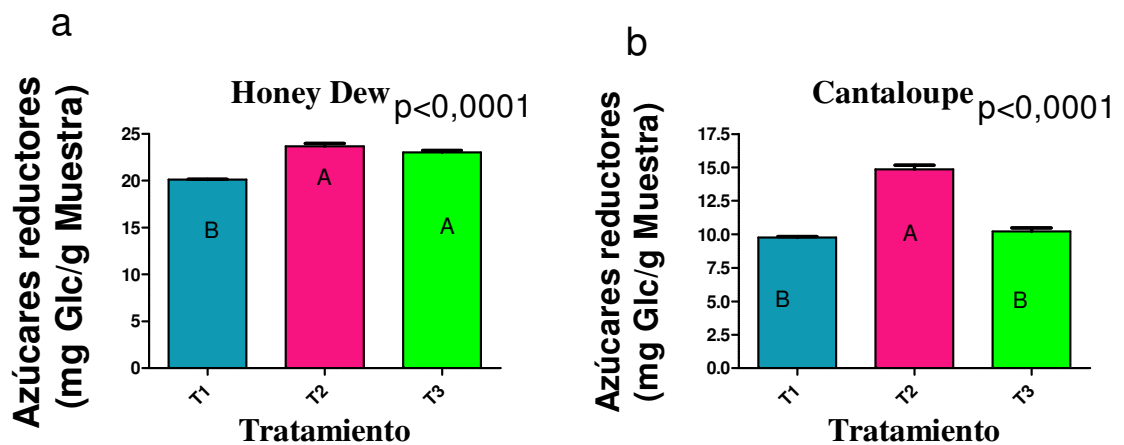 a
Honey Dew
p<0,0001
Azúcares reductores
(mg Glc/g Muestra)
25
20
15
10
5
0
B
A
A
T1
T2
T3
Tratamiento
b
Cantaloupe
p<0,0001
Azúcares reductores
(mg Glc/g Muestra)
17.5
15.0
12.5
10.0
7.5
5.0
2.5
0.0
B
A
B
T1
T2
T3
Tratamiento